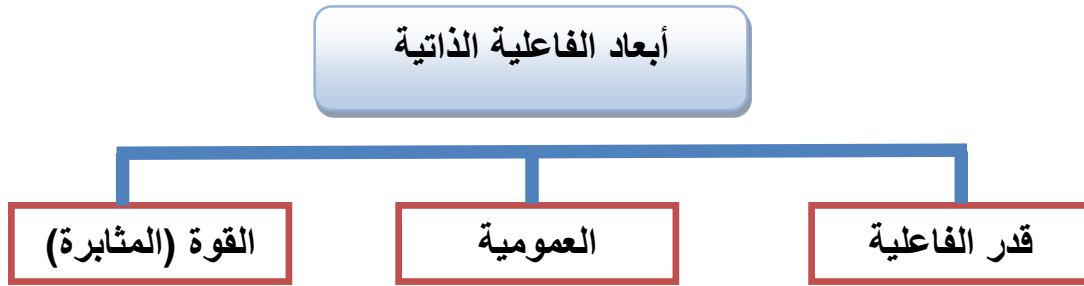 أبعاد الفاعلية الذاتية
قدر الفاعلية
العمومية
القوة (المثابرة)